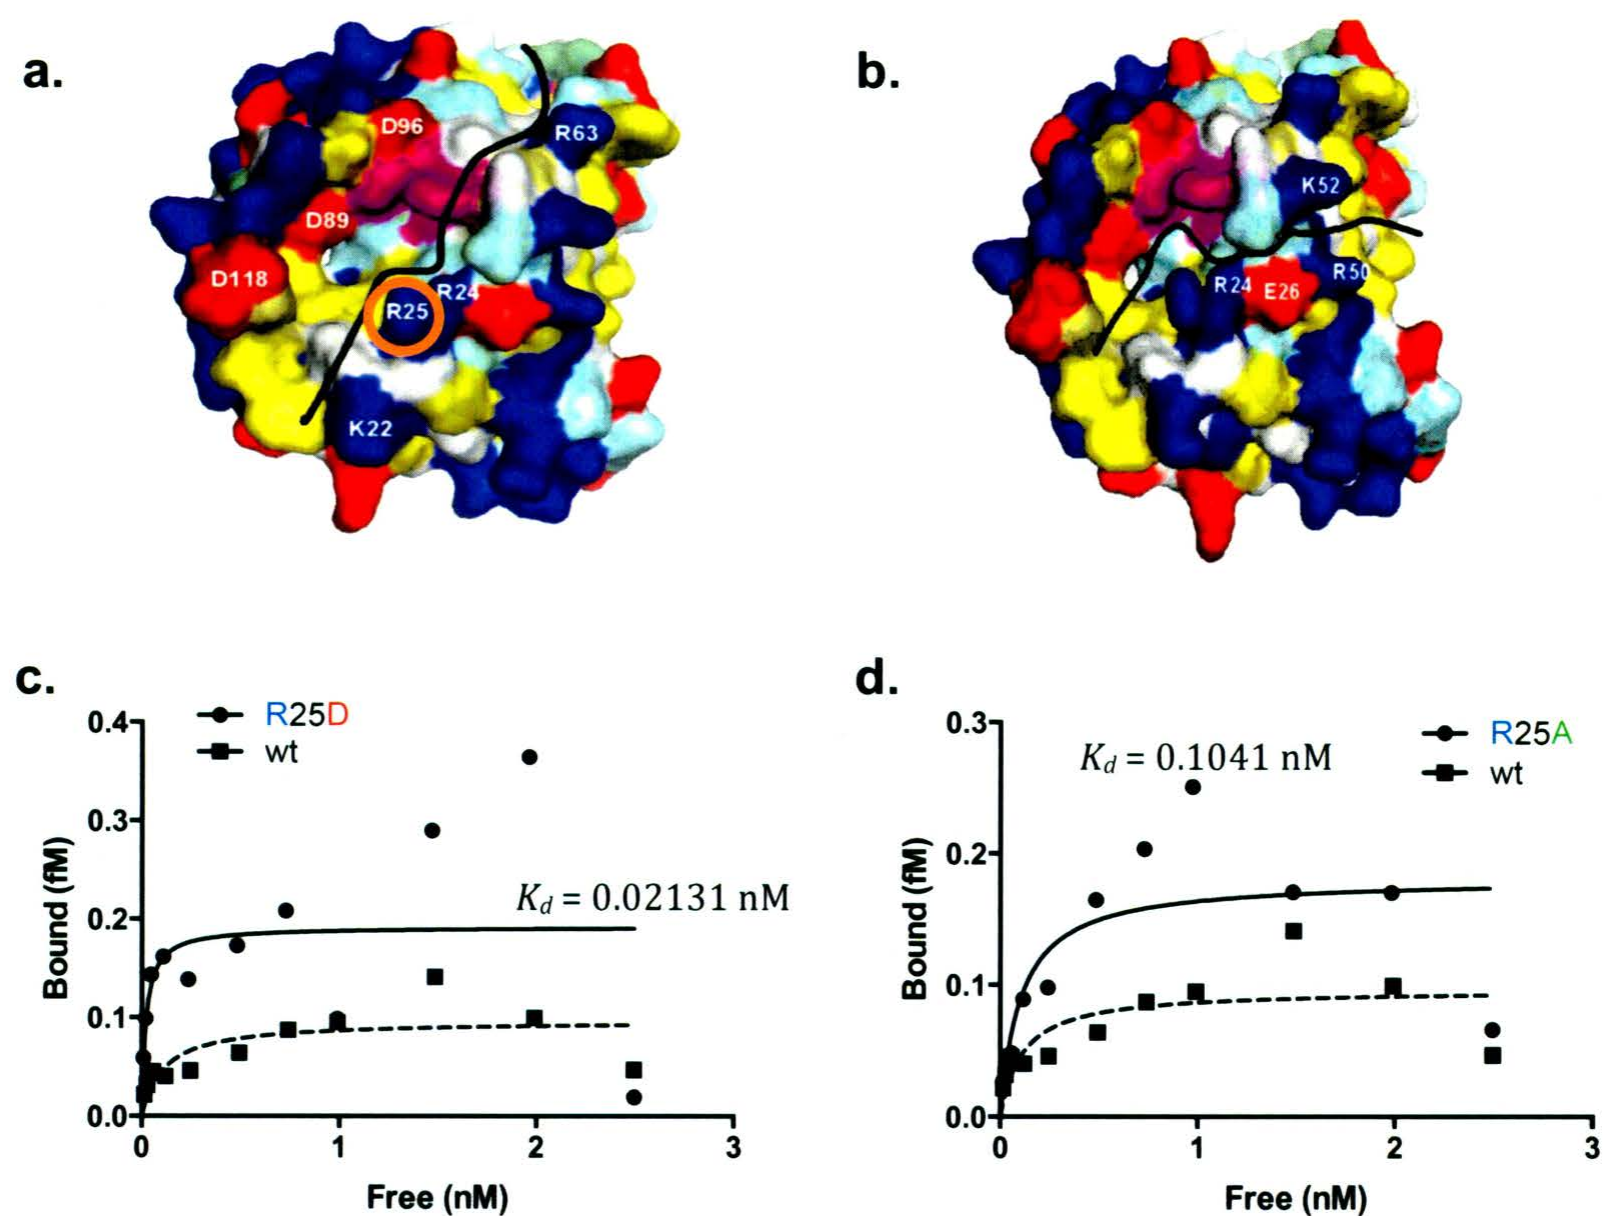 a.
D96
R63
D89
D118
R24
R25
K22
b.
K52
R24
E26
R50
c.
R25D
wt
Kd = 0.02131 nM
0.4
0.3
0.2
0.1
0.0
Bound (fM)
0
1
2
3
Free (nM)
d.
R25A
wt
Kd = 0.1041 nM
0.3
0.2
0.1
0.0
Bound (fM)
0
1
2
3
Free (nM)